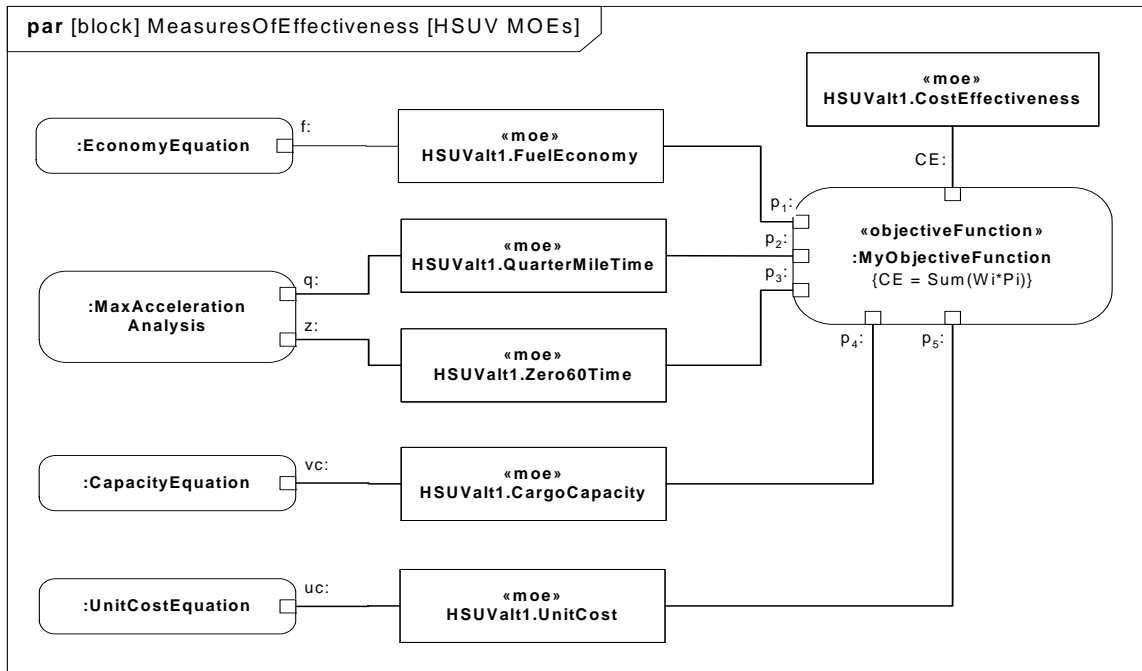 par [block] MeasuresOfEffectiveness [HSUV MOEs]
«moe»
HSUValt1.CostEffectiveness
CE:
:EconomyEquation
f:
«moe»
HSUValt1.FuelEconomy
p1:
p2:
p3:
«objectiveFunction»
:MyObjectiveFunction
{CE = Sum(Wi*Pi)}
p4:
p5:
:MaxAcceleration
Analysis
q:
z:
«moe»
HSUValt1.QuarterMileTime
«moe»
HSUValt1.Zero60Time
:CapacityEquation
vc:
«moe»
HSUValt1.CargoCapacity
:UnitCostEquation
uc:
«moe»
HSUValt1.UnitCost